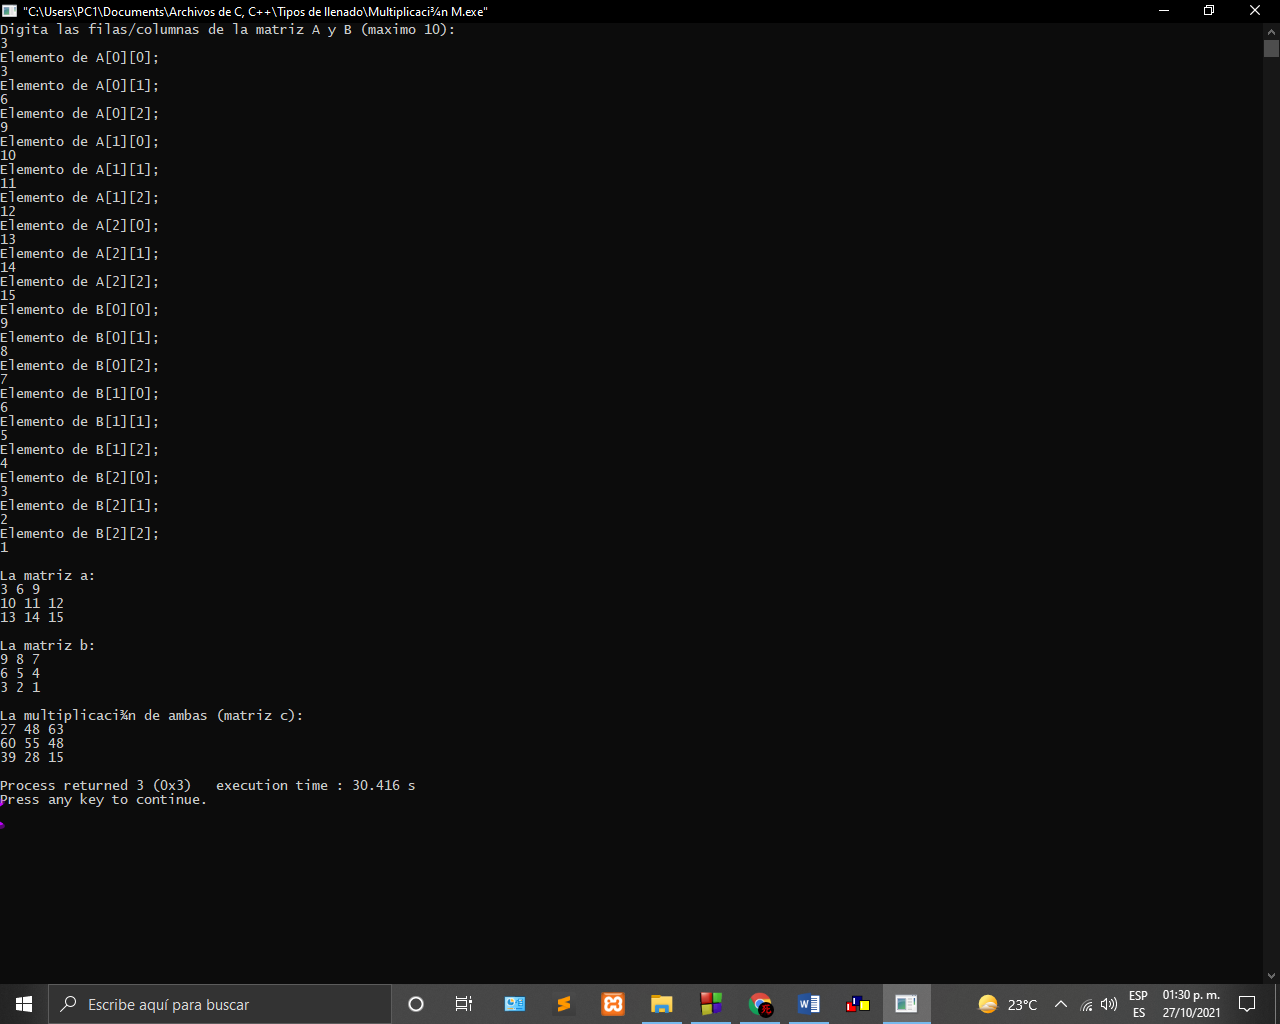 "C:\Users\PC1\Documents\Archivos de C, C++\Tipos de llenado\Multiplicaci¾n M.exe"
Digita las filas/columnas de la matriz A y B (maximo 10):
3
Elemento de A[0][0];
3
Elemento de A[0][1];
6
Elemento de A[0][2];
9
Elemento de A[1][0];
10
Elemento de A[1][1];
11
Elemento de A[1][2];
12
Elemento de A[2][0];
13
Elemento de A[2][1];
14
Elemento de A[2][2];
15
Elemento de B[0][0];
9
Elemento de B[0][1];
8
Elemento de B[0][2];
7
Elemento de B[1][0];
6
Elemento de B[1][1];
5
Elemento de B[1][2];
4
Elemento de B[2][0];
3
Elemento de B[2][1];
2
Elemento de B[2][2];
1
La matriz a:
3 6 9
10 11 12
13 14 15
La matriz b:
9 8 7
6 5 4
3 2 1
La multiplicaci¾n de ambas (matriz c):
27 48 63
60 55 48
39 28 15
Process returned 3 (0x3)   execution time : 30.416 s
Press any key to continue.
Escribe aquí para buscar
23°C
ESP
ES
01:30 p. m.
27/10/2021